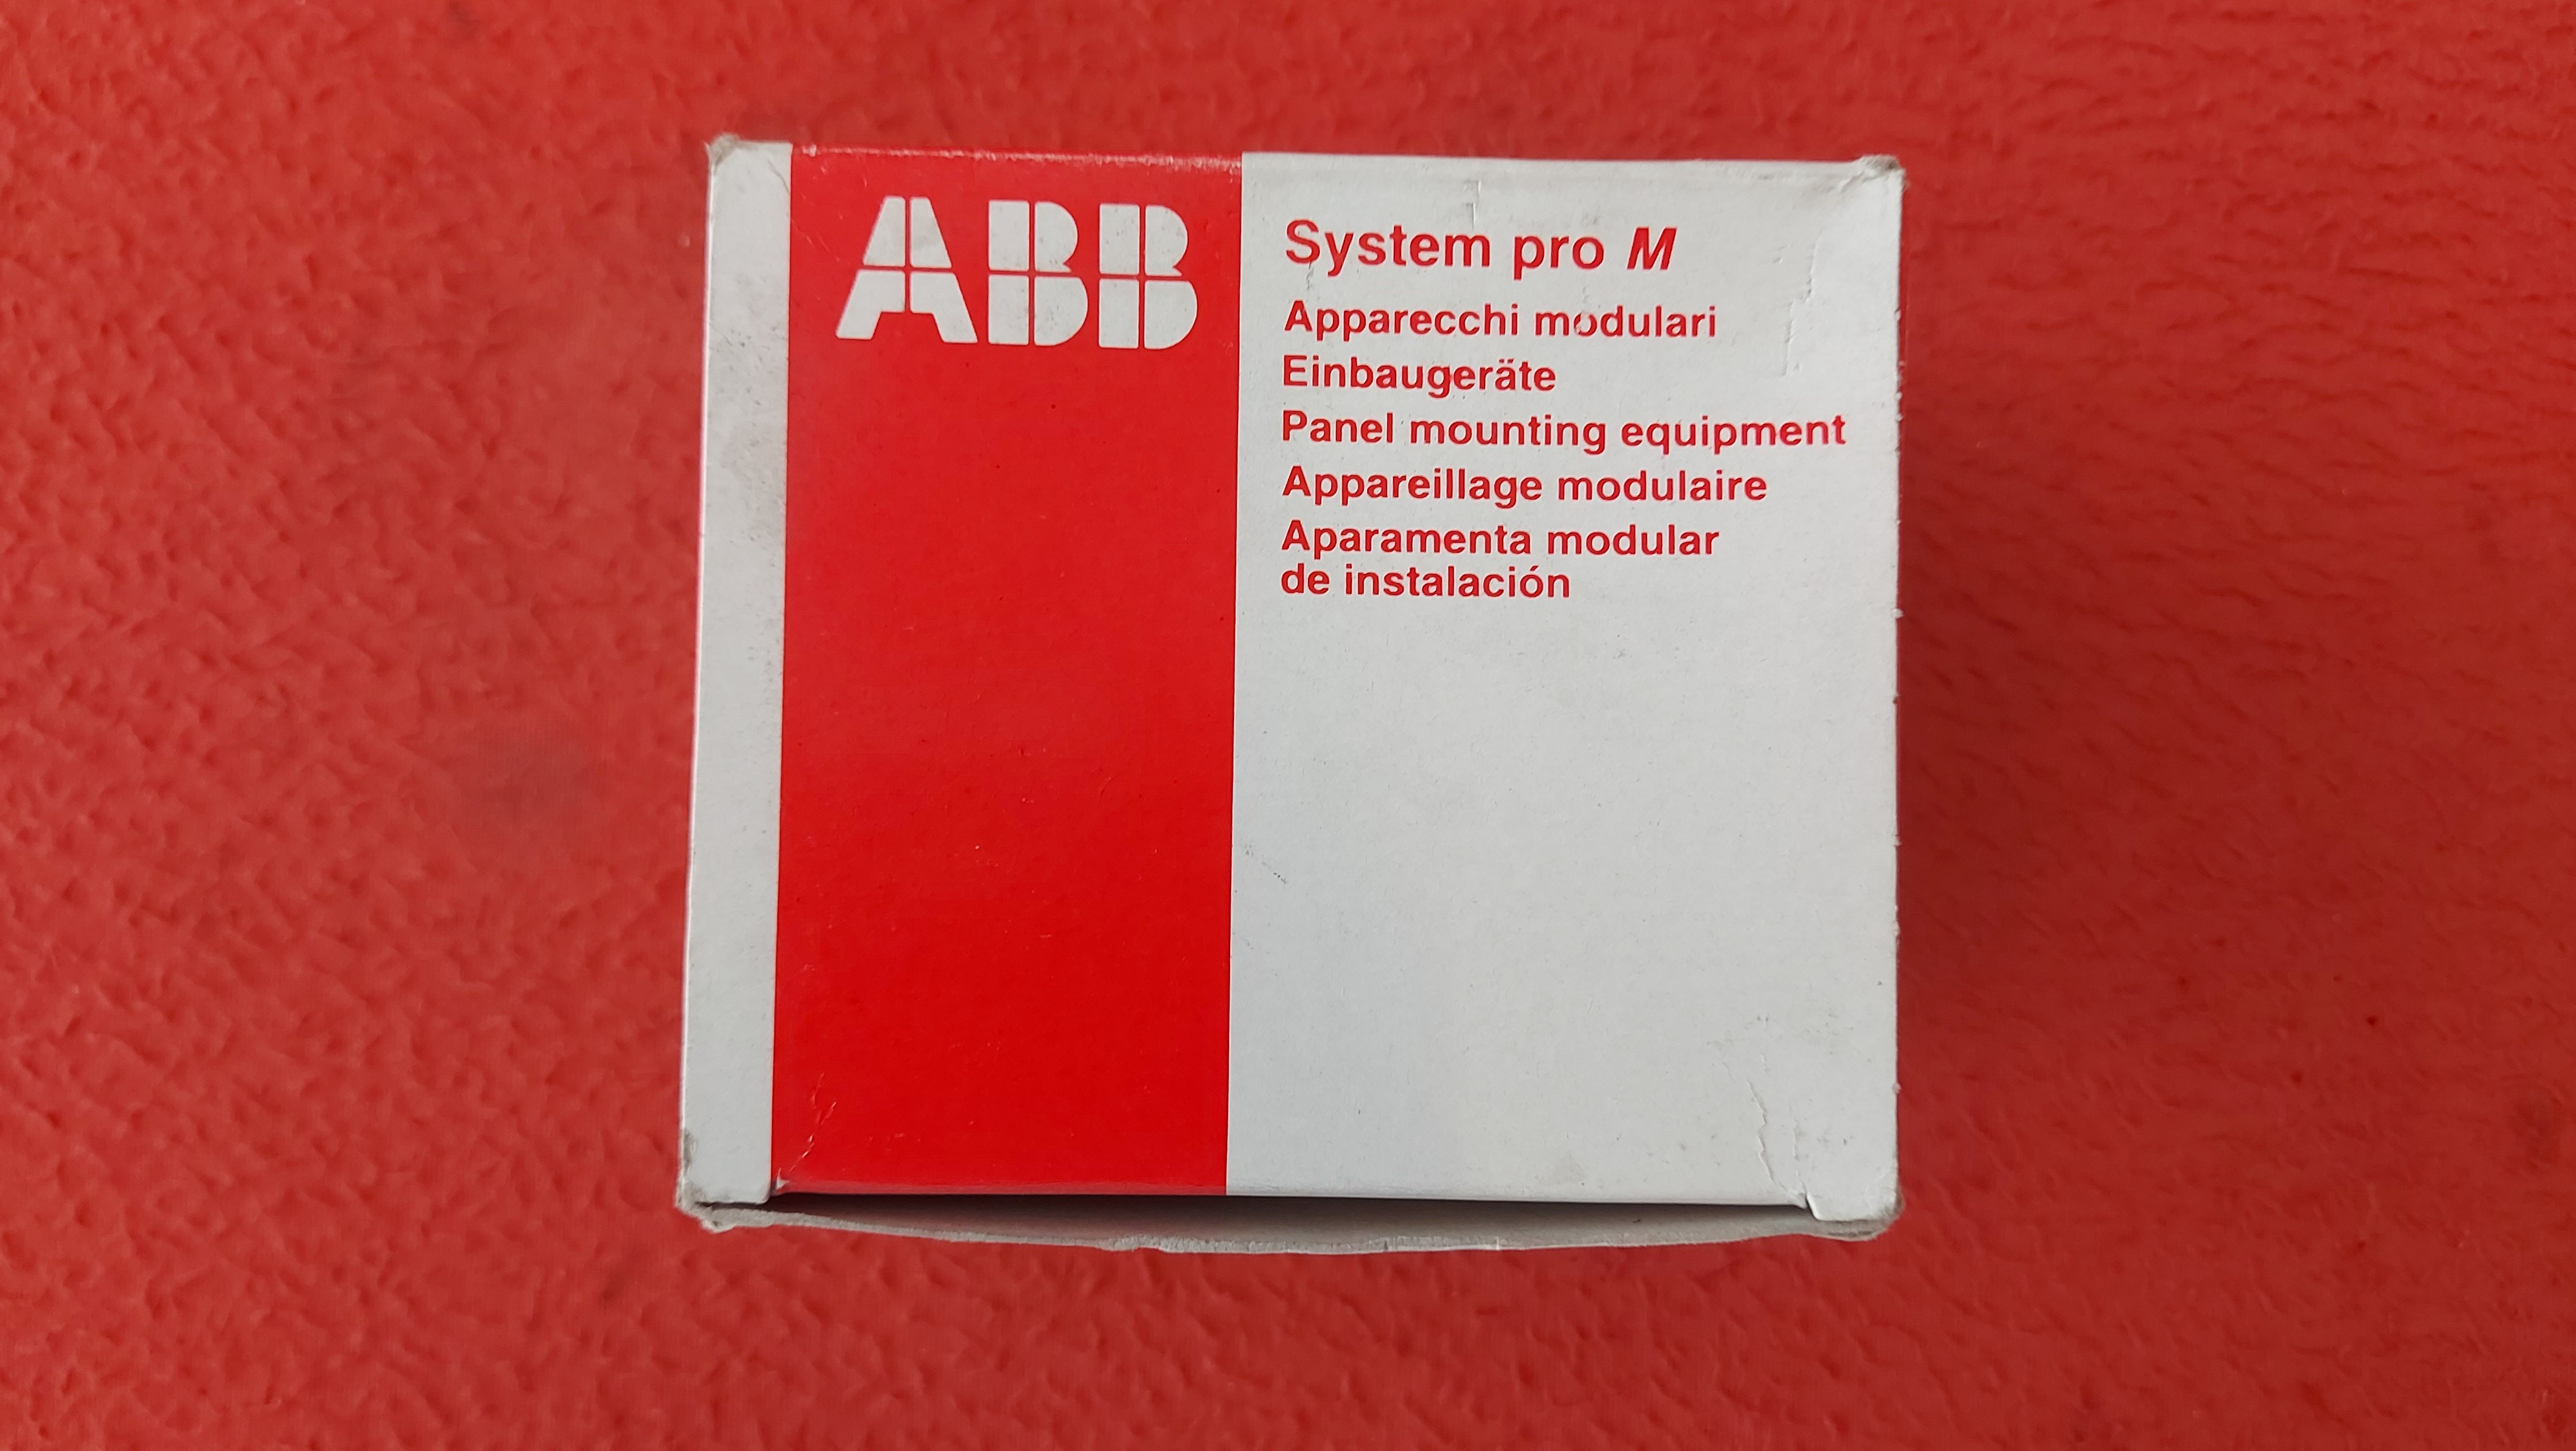 ABB
System pro M
Apparecchi modulari
Einbaugeräte
Panel mounting equipment
Appareillage modulaire
Aparamenta modular
de instalación